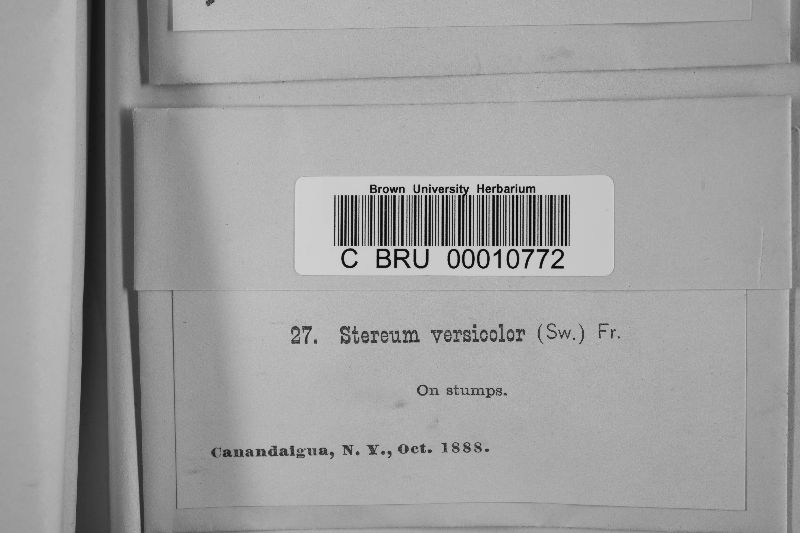 Brown University Herbarium
C BRU 00010772
27. Stereum versicolor (Sw.) Fr.
On stumps.
Canandaigua, N. Y., Oct. 1888.